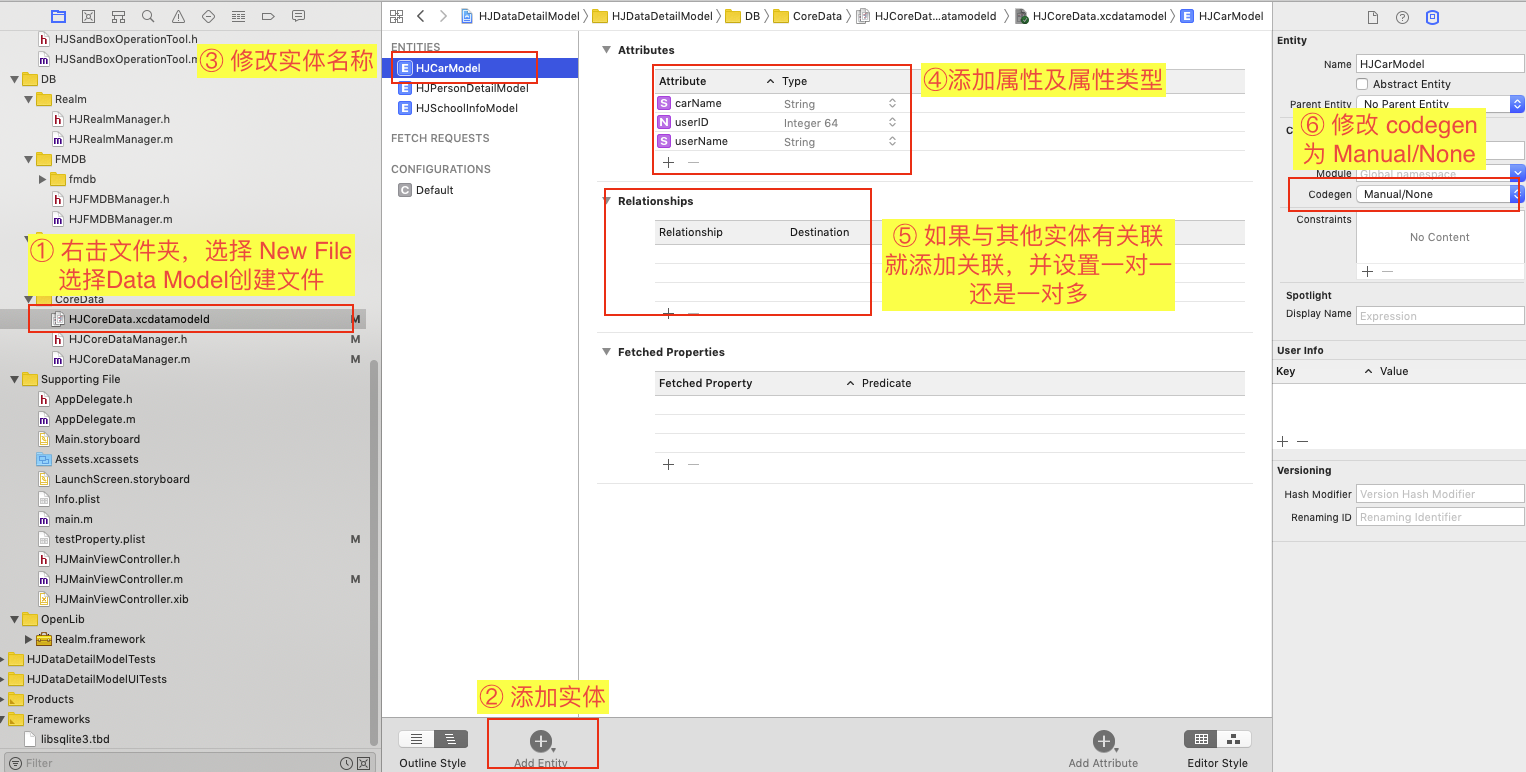 HJDataDetailModel
HJDataDetailModel
DB
CoreData
HJCoreDat...atamodeld
HJCoreData.xcdatamodel
HJCarModel
HJSandBoxOperationTool.h
HJSandBoxOperationTool.m
③ 修改实体名称
DB
Realm
HJRealmManager.h
HJRealmManager.m
FMDB
fmdb
HJFMDBManager.h
HJFMDBManager.m
① 右击文件夹，选择 New File
选择Data Model创建文件
CoreData
HJCoreData.xcdatamodeld
M
HJCoreDataManager.h
M
HJCoreDataManager.m
M
Supporting File
AppDelegate.h
AppDelegate.m
Main.storyboard
Assets.xcassets
LaunchScreen.storyboard
Info.plist
main.m
testProperty.plist
M
HJMainViewController.h
HJMainViewController.m
M
HJMainViewController.xib
OpenLib
Realm.framework
HJDataDetailModelTests
HJDataDetailModelUITests
Products
Frameworks
libsqlite3.tbd
Filter
ENTITIES
E HJCarModel
E HJPersonDetailModel
E HJSchoolInfoModel
FETCH REQUESTS
CONFIGURATIONS
C Default
② 添加实体
Outline Style
Add Entity
Attributes
Attribute
Type
S carName
String
N userID
Integer 64
S userName
String
④添加属性及属性类型
Relationships
Relationship
Destination
⑤ 如果与其他实体有关联
就添加关联，并设置一对一
还是一对多
Fetched Properties
Fetched Property
Predicate
Add Attribute
Editor Style
Entity
Name
HJCarModel
Abstract Entity
Parent Entity
No Parent Entity
⑥ 修改 codegen
为 Manual/None
Module
Global namespace
Codegen
Manual/None
Constraints
No Content
Spotlight
Display Name
Expression
User Info
Key
Value
Versioning
Hash Modifier
Version Hash Modifier
Renaming ID
Renaming Identifier